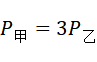 P甲 = 3P乙